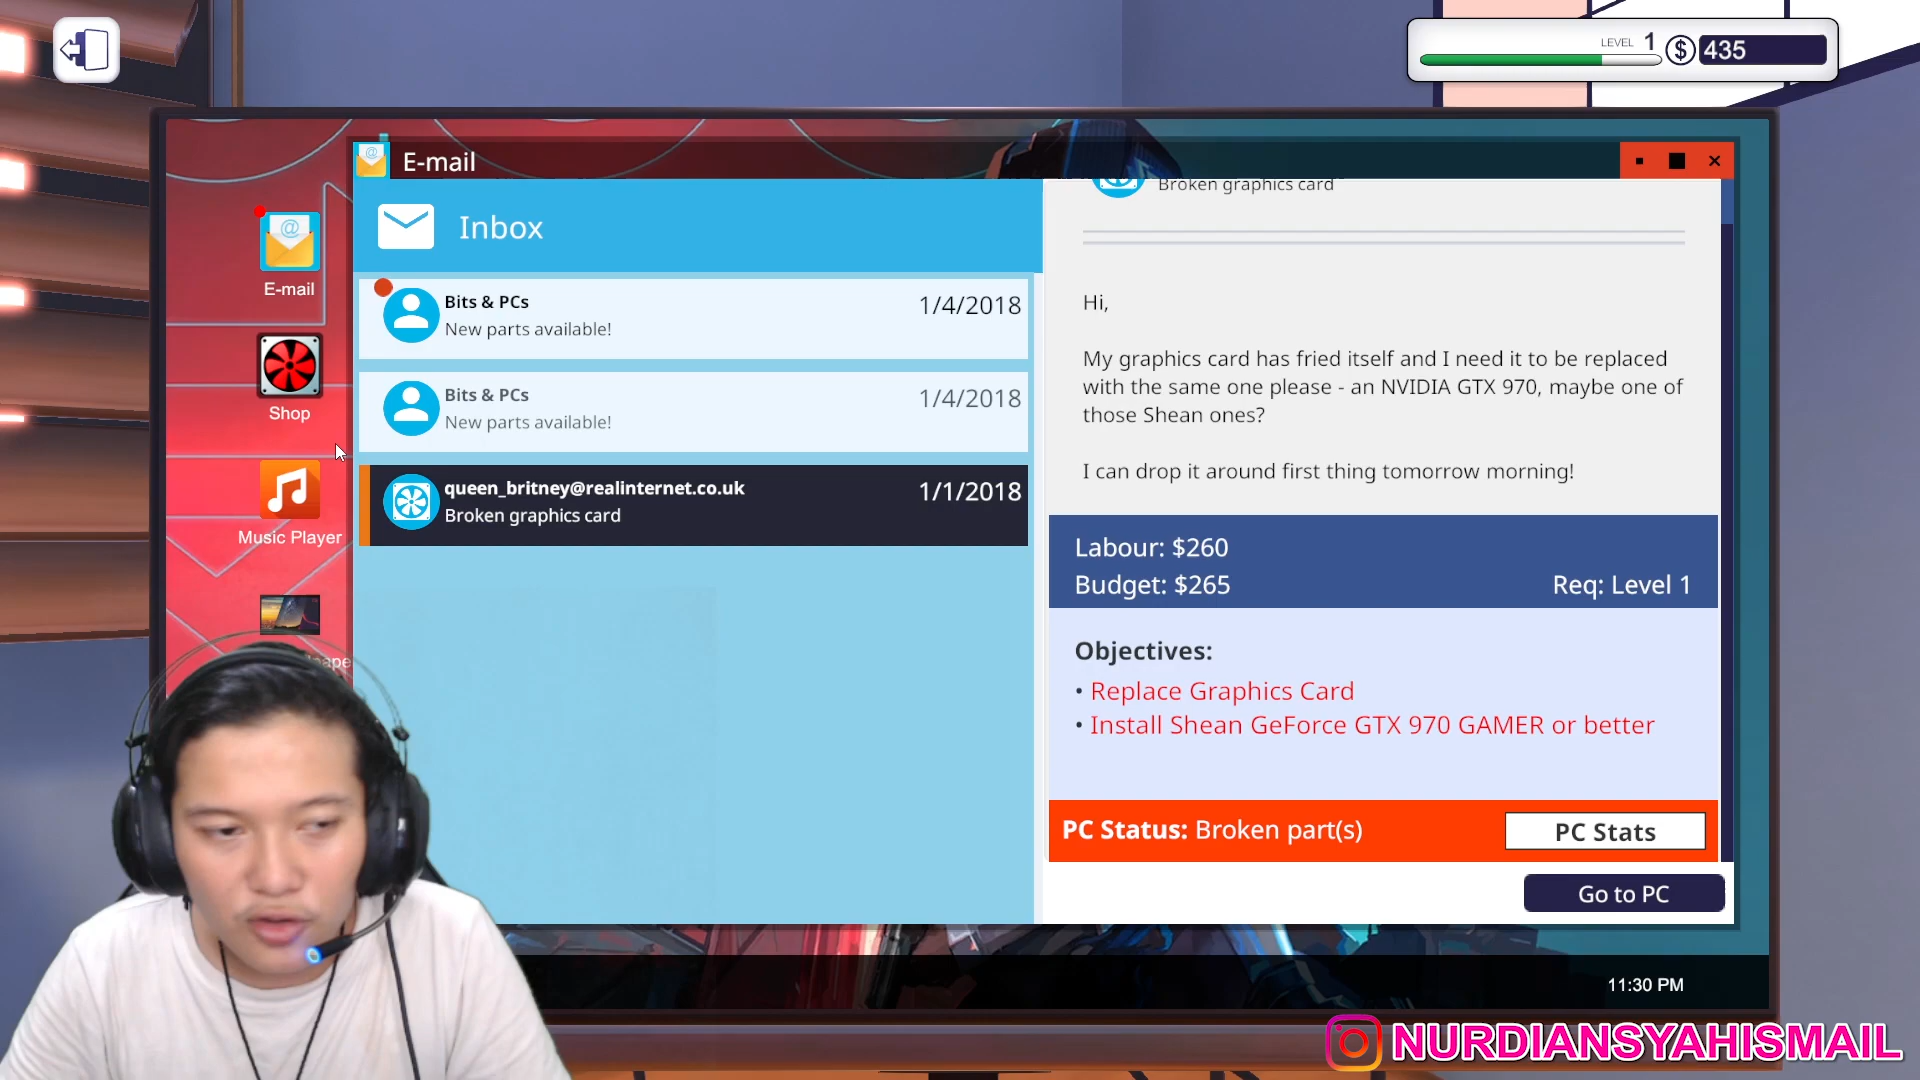 LEVEL 1
$ 435
E-mail
Broken graphics card
Inbox
E-mail
Bits & PCs
1/4/2018
New parts available!
Hi,
My graphics card has fried itself and I need it to be replaced
with the same one please - an NVIDIA GTX 970, maybe one of
those Shean ones?
Shop
Bits & PCs
1/4/2018
New parts available!
I can drop it around first thing tomorrow morning!
Music Player
queen_britney@realinternet.co.uk
1/1/2018
Broken graphics card
Labour: $260
Budget: $265
Req: Level 1
Objectives:
• Replace Graphics Card
• Install Shean GeForce GTX 970 GAMER or better
PC Status: Broken part(s)
PC Stats
Go to PC
11:30 PM
NURDIANSYAHISMAIL